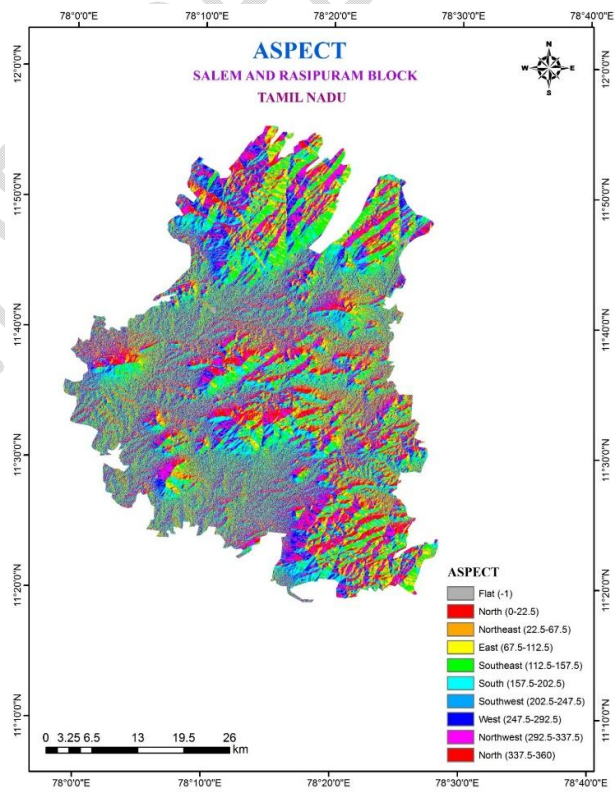 78°0'0"E 78°10'0"E 78°20'0"E 78°30'0"E 78°40'0"E
ASPECT
SALEM AND RASIPURAM BLOCK
TAMIL NADU
N
W E
S
12°0'0"N 12°0'0"N
11°50'0"N 11°50'0"N
11°40'0"N 11°40'0"N
11°30'0"N 11°30'0"N
11°20'0"N 11°20'0"N
11°10'0"N 11°10'0"N
ASPECT
Flat (-1)
North (0-22.5)
Northeast (22.5-67.5)
East (67.5-112.5)
Southeast (112.5-157.5)
South (157.5-202.5)
Southwest (202.5-247.5)
West (247.5-292.5)
Northwest (292.5-337.5)
North (337.5-360)
0 3.25 6.5 13 19.5 26
km
78°0'0"E 78°10'0"E 78°20'0"E 78°30'0"E 78°40'0"E